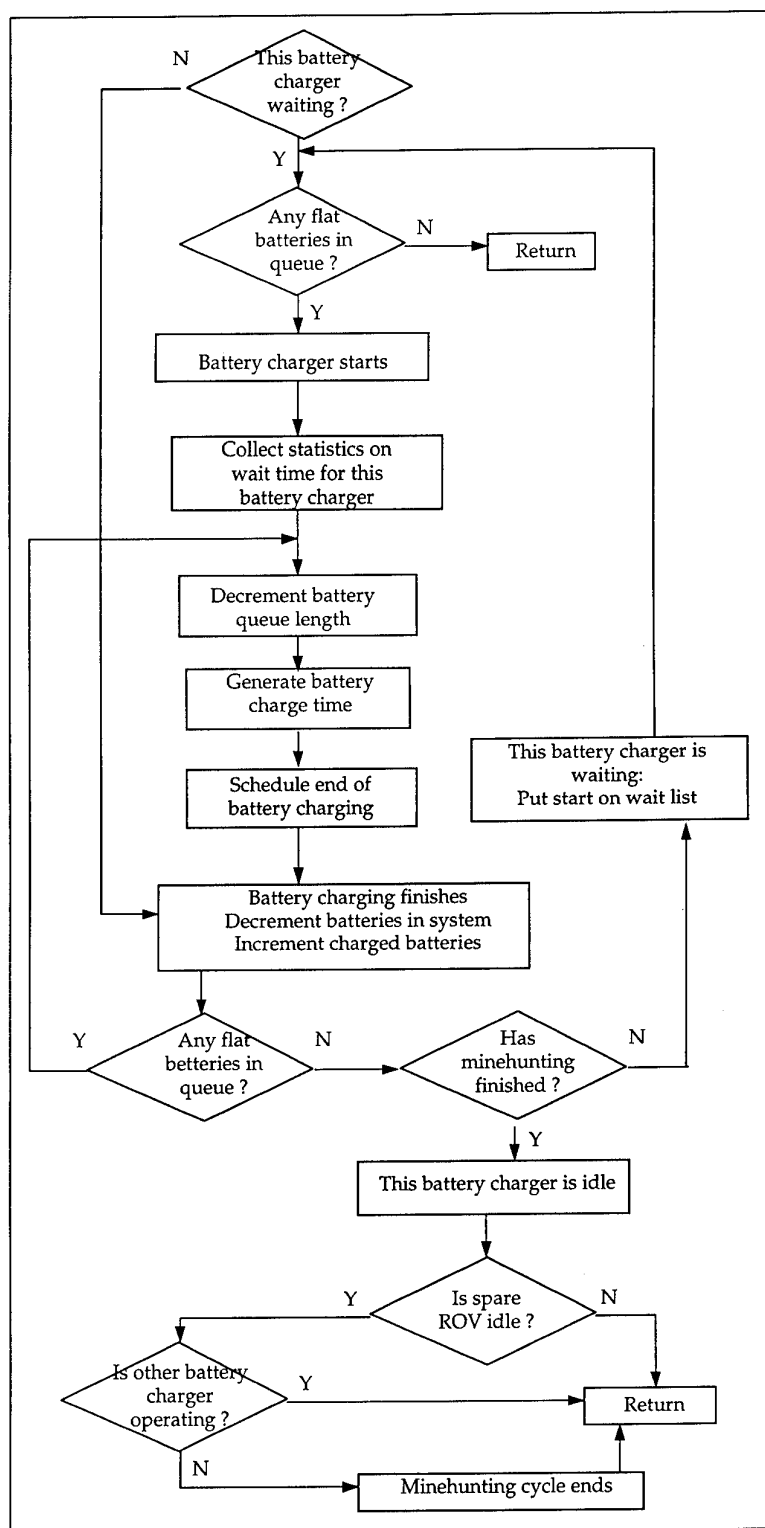 N
This battery
charger
waiting ?
Y
Any flat
batteries in
queue ?
N
Return
Y
Battery charger starts
Collect statistics on
wait time for this
battery charger
Decrement battery
queue length
Generate battery
charge time
This battery charger is
waiting:
Put start on wait list
Schedule end of
battery charging
Battery charging finishes
Decrement batteries in system
Increment charged batteries
Y
Any flat
betteries in
queue ?
N
Has
minehunting
finished ?
N
Y
This battery charger is idle
Y
Is spare
ROV idle ?
N
Is other battery
charger
operating ?
Y
Return
N
Minehunting cycle ends